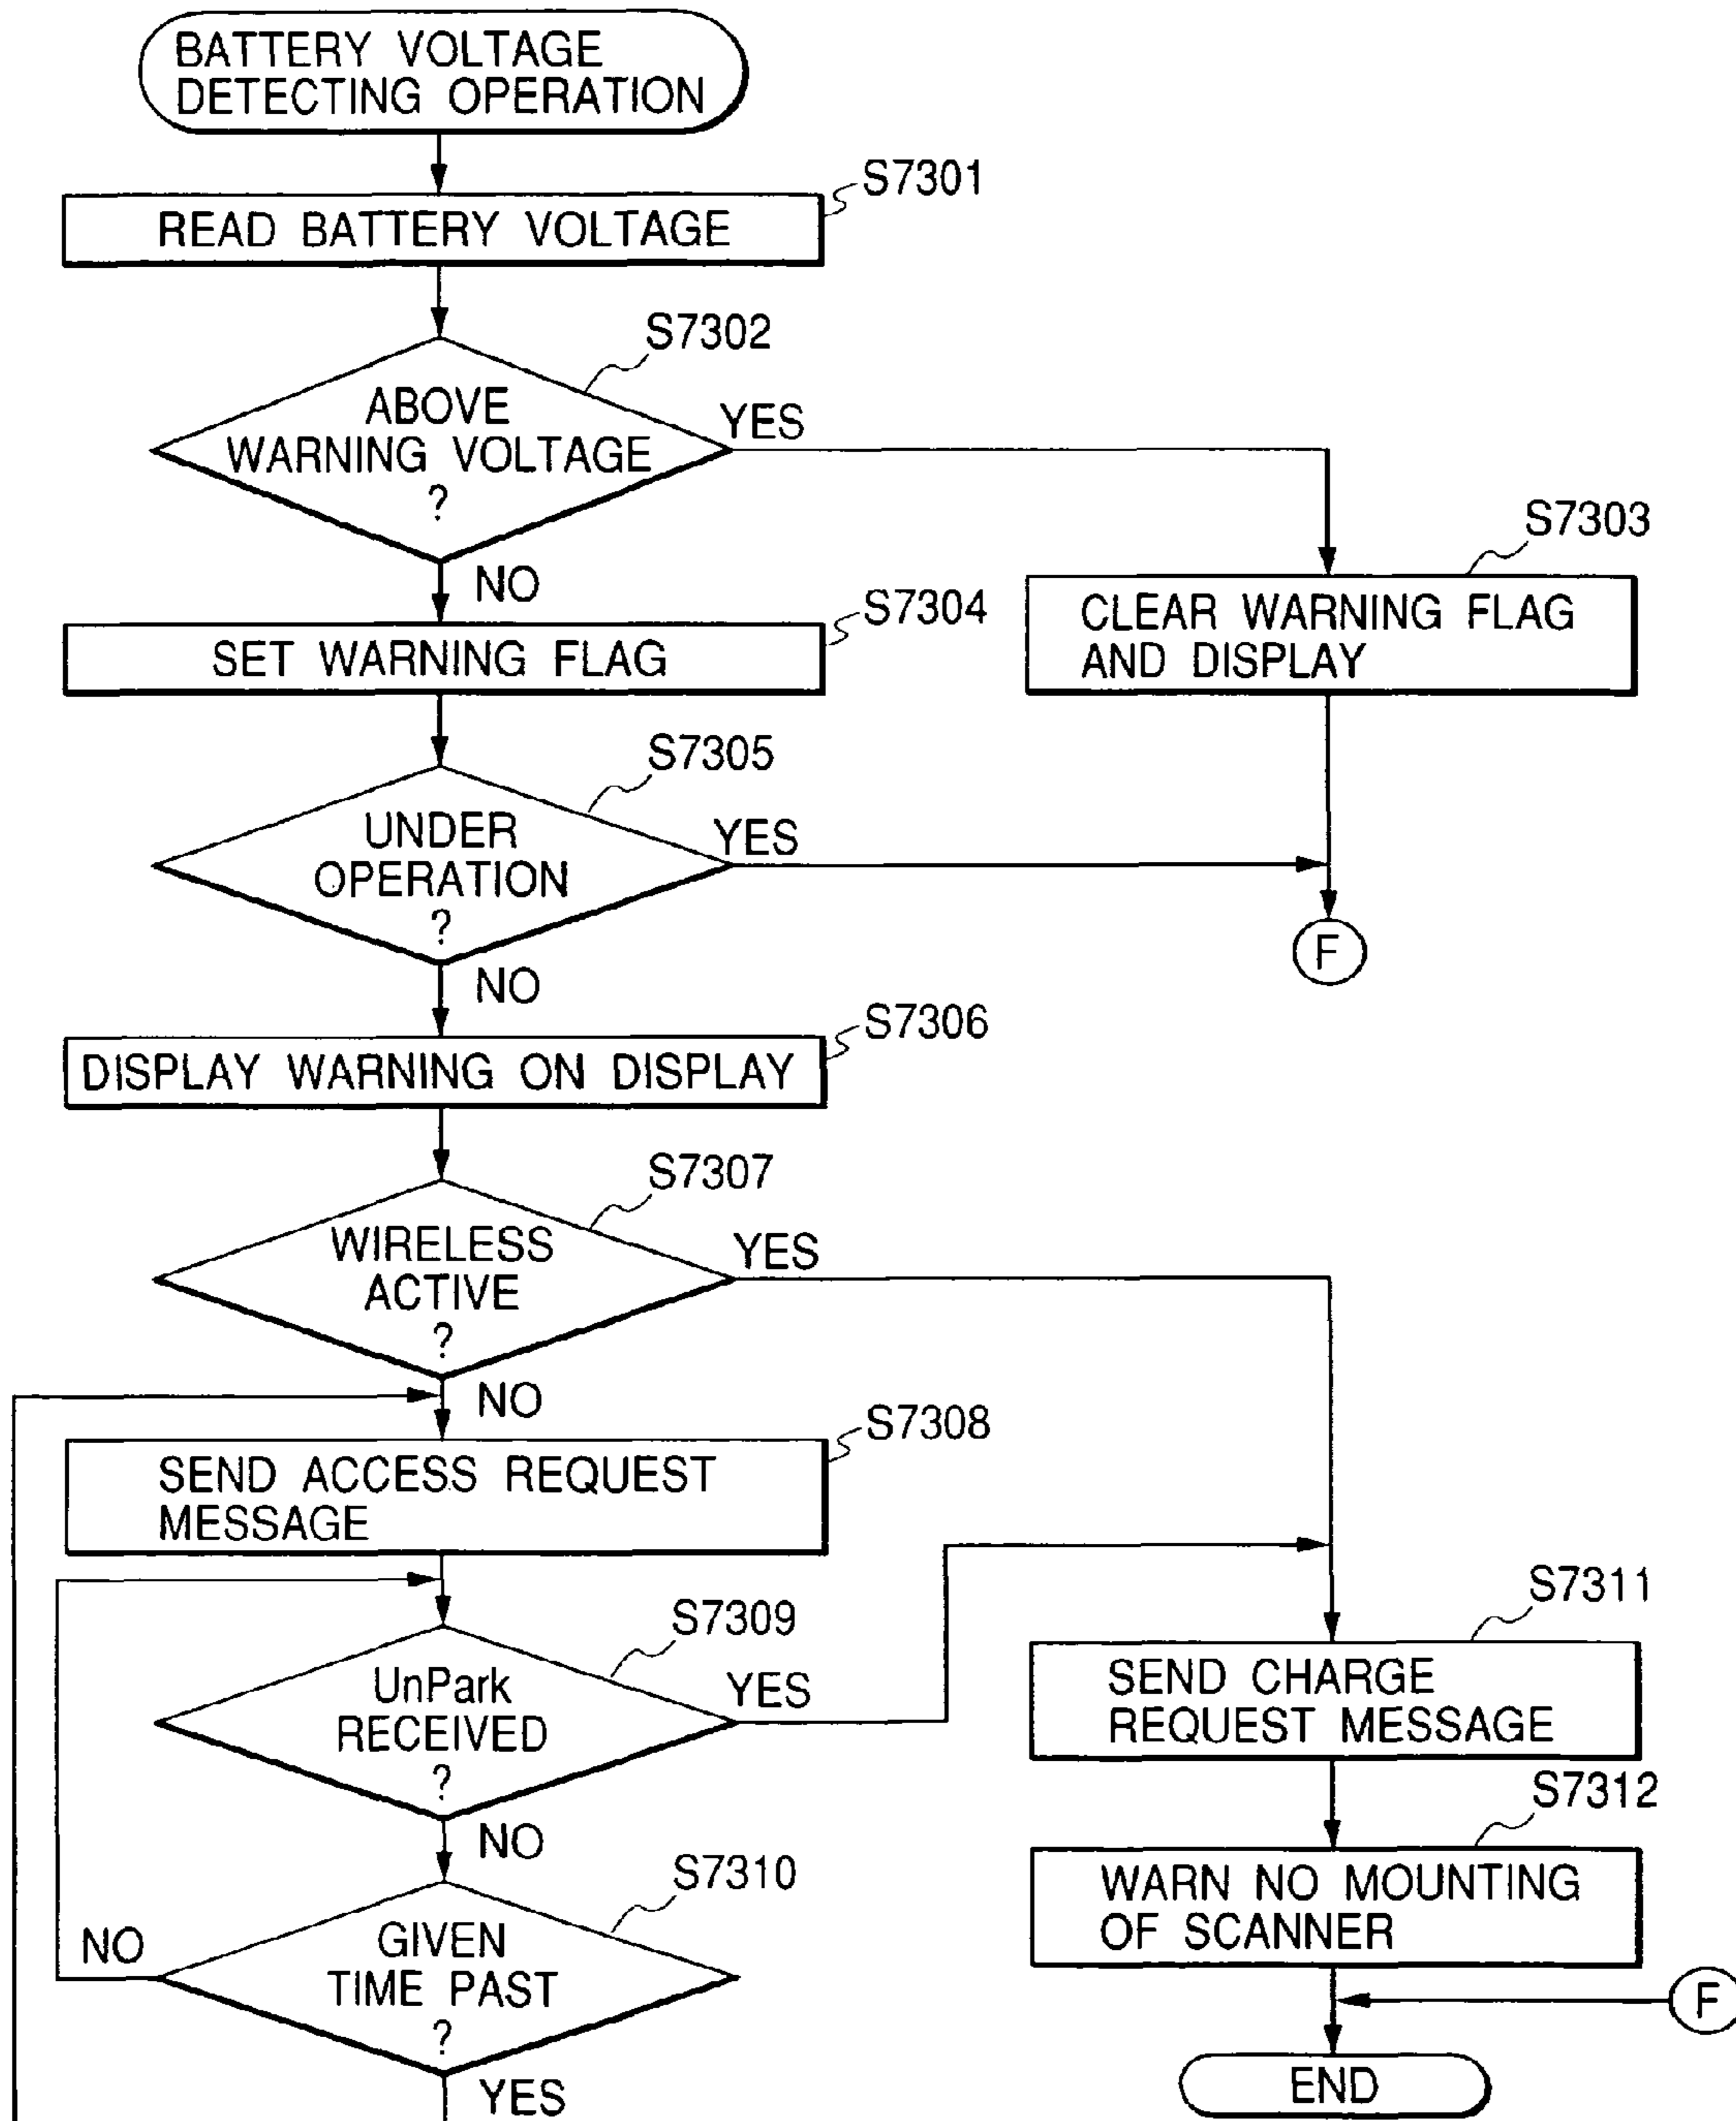 BATTERY VOLTAGE
DETECTING OPERATION
S7301
READ BATTERY VOLTAGE
S7302
ABOVE
WARNING VOLTAGE
?
YES
NO
S7303
CLEAR WARNING FLAG
AND DISPLAY
S7304
SET WARNING FLAG
S7305
UNDER
OPERATION
?
YES
NO
F
S7306
DISPLAY WARNING ON DISPLAY
S7307
WIRELESS
ACTIVE
?
YES
NO
S7308
SEND ACCESS REQUEST
MESSAGE
S7309
UnPark
RECEIVED
?
YES
NO
S7310
GIVEN
TIME PAST
?
NO
YES
S7311
SEND CHARGE
REQUEST MESSAGE
S7312
WARN NO MOUNTING
OF SCANNER
F
END